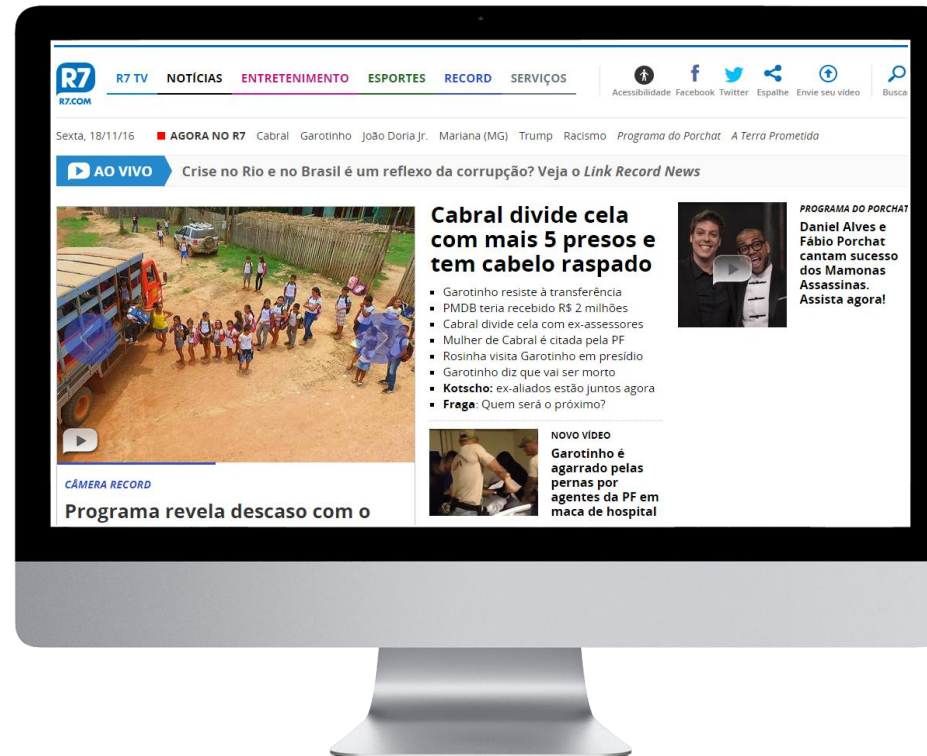 R7
R7.COM
R7 TV NOTÍCIAS ENTRETENIMENTO ESPORTES RECORD SERVIÇOS
Acessibilidade Facebook Twitter Espalhe Envie seu vídeo Busca
Sexta, 18/11/16 AGORA NO R7 Cabral Garotinho João Doria Jr. Mariana (MG) Trump Racismo Programa do Porchat A Terra Prometida
AO VIVO Crise no Rio e no Brasil é um reflexo da corrupção? Veja o Link Record News
CÂMERA RECORD
Programa revela descaso com o
Cabral divide cela
com mais 5 presos e
tem cabelo raspado
Garotinho resiste à transferência
PMDB teria recebido R$ 2 milhões
Cabral divide cela com ex-assessores
Mulher de Cabral é citada pela PF
Rosinha visita Garotinho em presídio
Garotinho diz que vai ser morto
Kotscho: ex-aliados estão juntos agora
Fraga: Quem será o próximo?
NOVO VÍDEO
Garotinho é
agarrado pelas
pernas por
agentes da PF em
maca de hospital
PROGRAMA DO PORCHAT
Daniel Alves e
Fábio Porchat
cantam sucesso
dos Mamonas
Assassinas.
Assista agora!